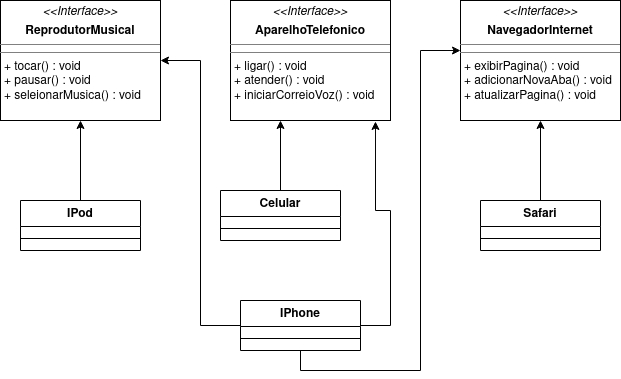 <<Interface>>
ReprodutorMusical
+ tocar() : void
+ pausar() : void
+ seleionarMusica() : void
<<Interface>>
AparelhoTelefonico
+ ligar() : void
+ atender() : void
+ iniciarCorreioVoz() : void
<<Interface>>
NavegadorInternet
+ exibirPagina() : void
+ adicionarNovaAba() : void
+ atualizarPagina() : void
IPod
Celular
Safari
IPhone